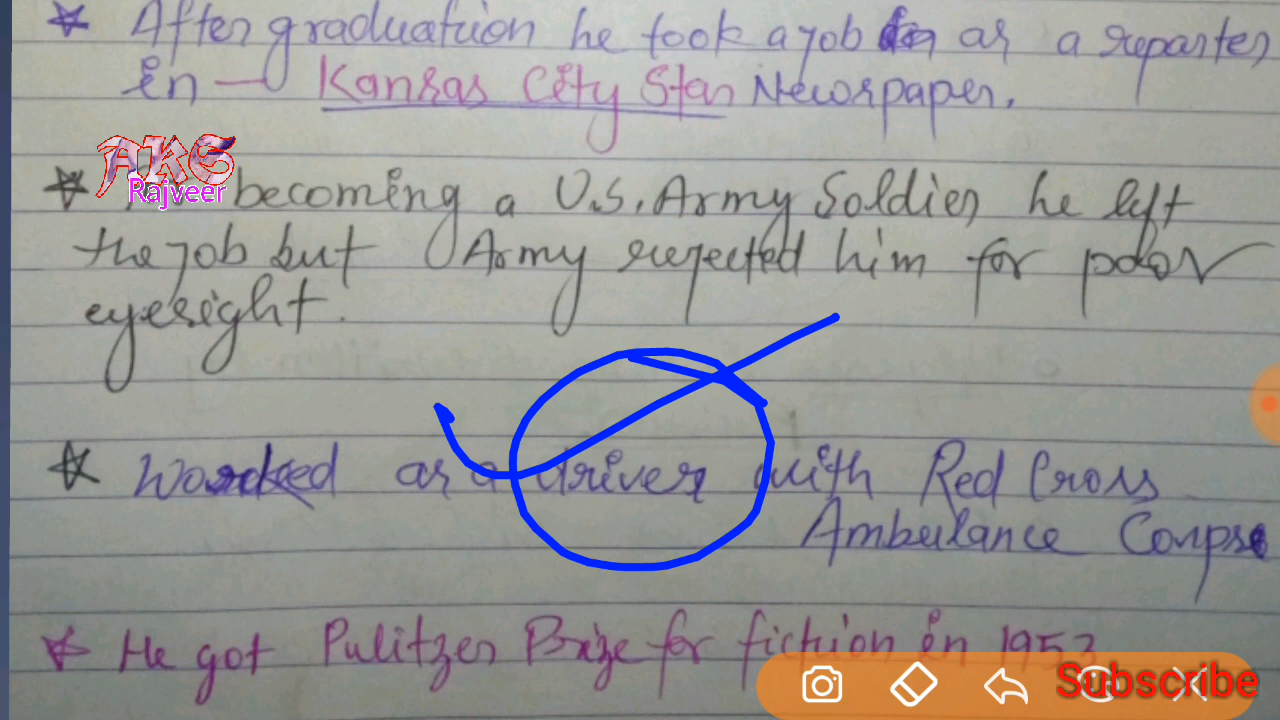 After graduation he took a job as a reporter
in — Kansas City Star Newspaper.
AKS
Rajveer
becoming a U.S. Army Soldier he left
the job but Army rejected him for poor
eyesight.
Worked as a driver with Red Cross
Ambulance Corpse
He got Pulitzer Prize for fiction in 1953
Subscribe